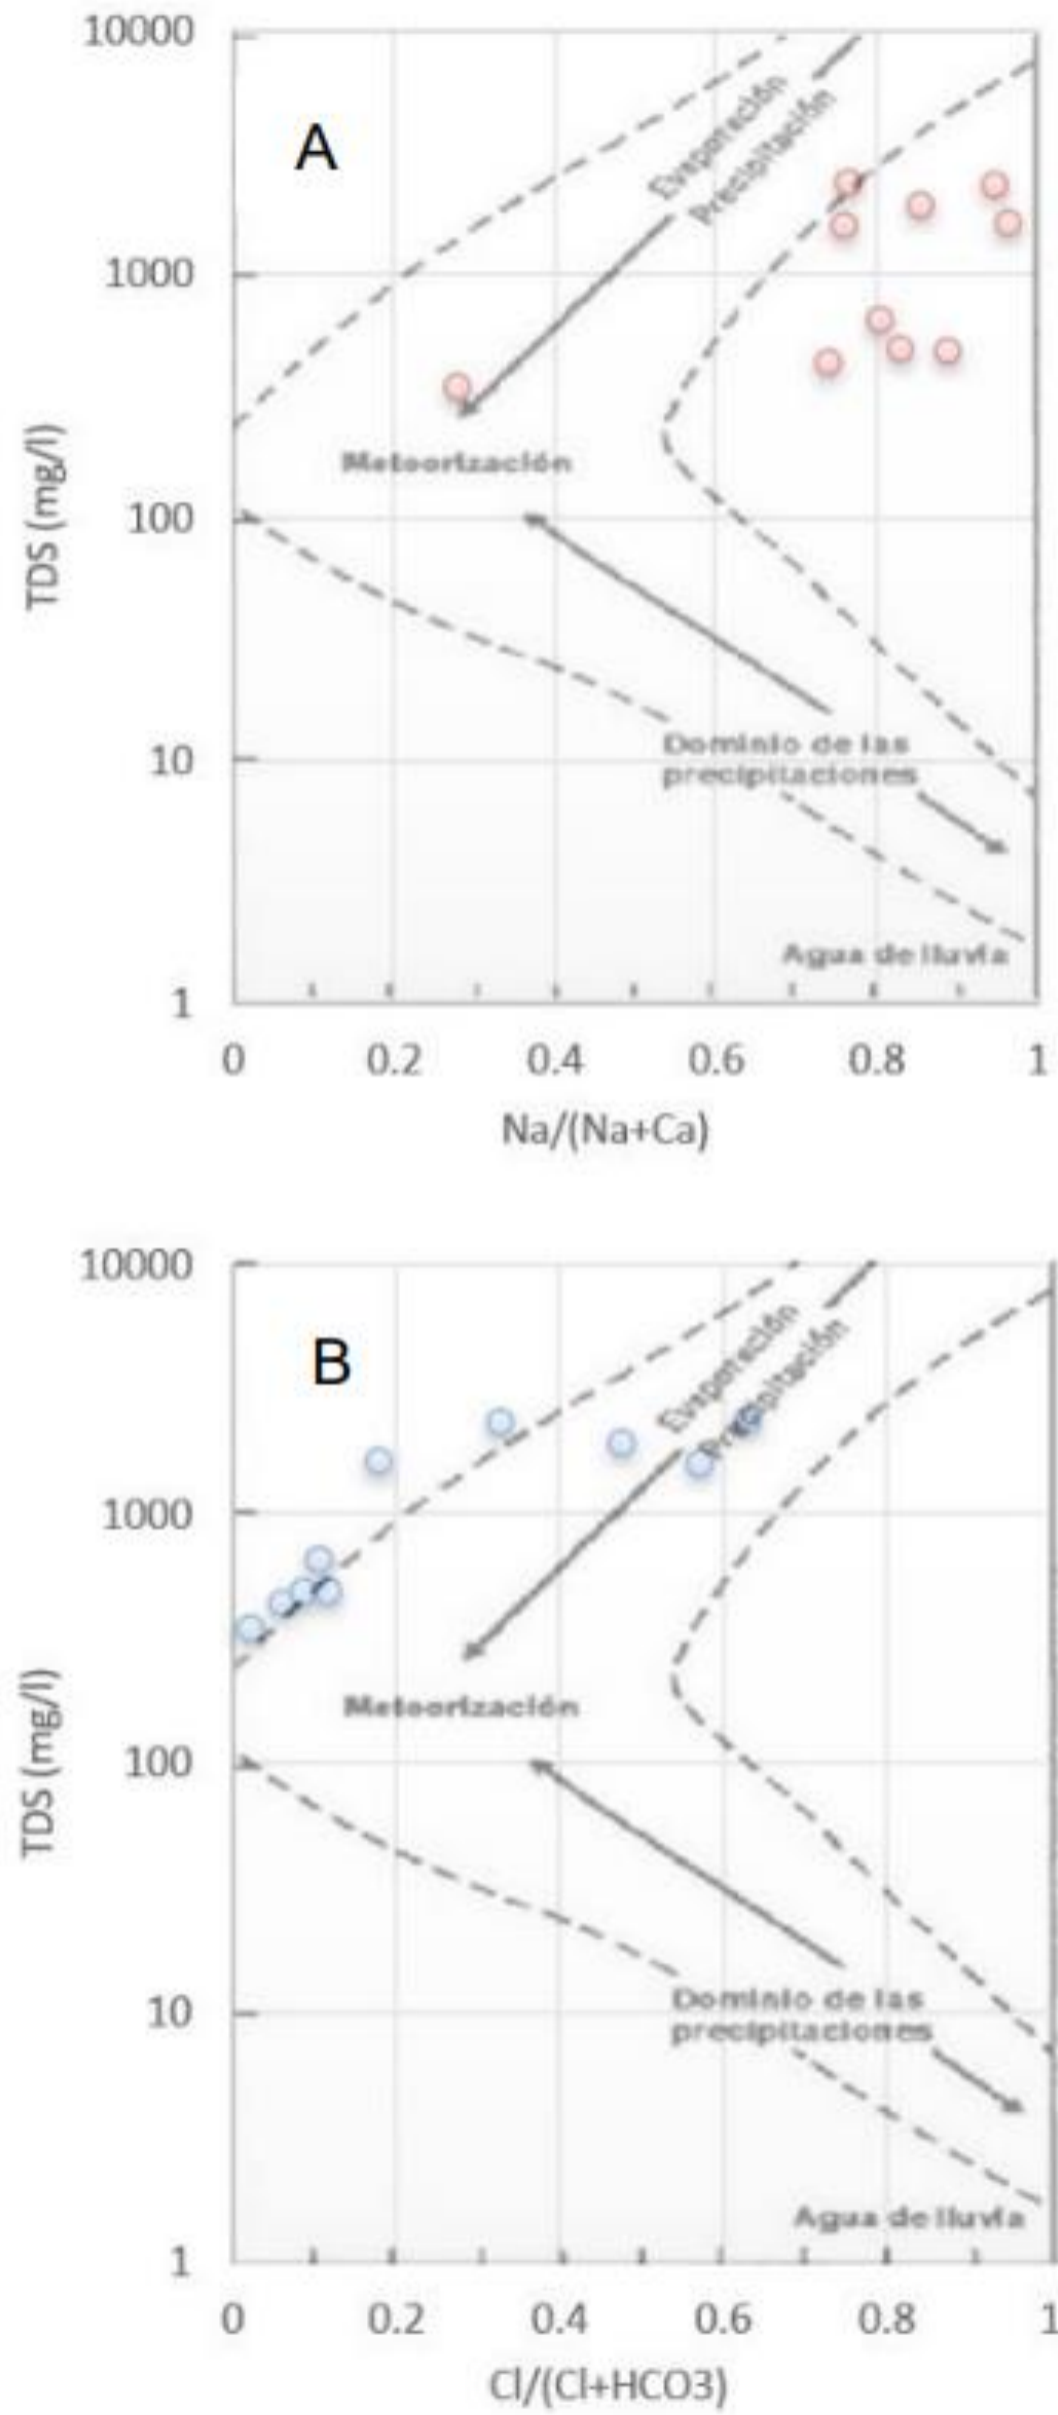 10000
A
Evaporación
Precipitación
1000
Meteorización
100
TDS (mg/l)
Dominio de las
10
precipitaciones
Agua de lluvia
1
0 0.2 0.4 0.6 0.8 1
Na/(Na+Ca)
10000
B
Evaporación
Precipitación
1000
Meteorización
100
TDS (mg/l)
Dominio de las
10
precipitaciones
Agua de lluvia
1
0 0.2 0.4 0.6 0.8 1
Cl/(Cl+HCO3)